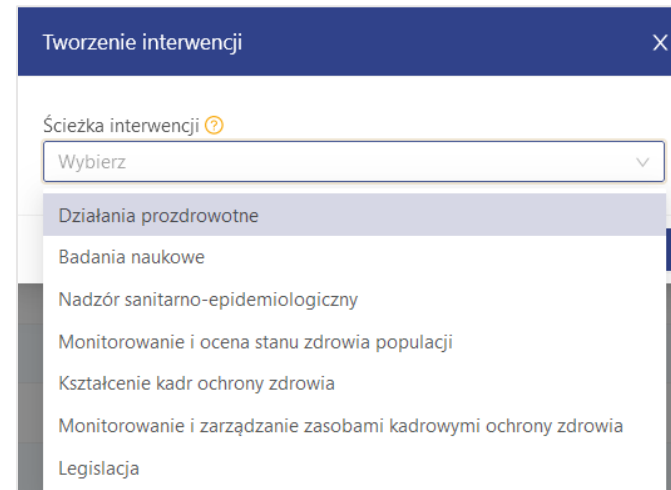 Tworzenie interwencji X
Ścieżka interwencji ?
Wybierz
Działania prozdrowotne
Badania naukowe
Nadzór sanitarno-epidemiologiczny
Monitorowanie i ocena stanu zdrowia populacji
Kształcenie kadr ochrony zdrowia
Monitorowanie i zarządzanie zasobami kadrowymi ochrony zdrowia
Legislacja